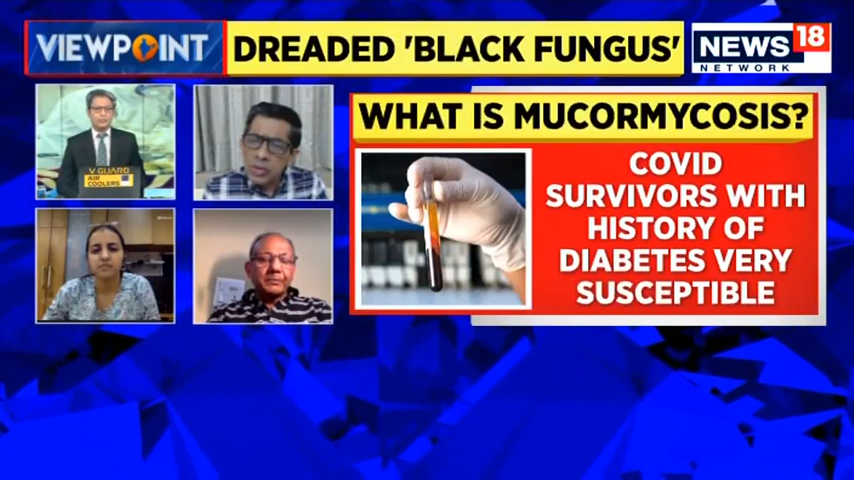 VIEWPOINT
DREADED 'BLACK FUNGUS'
NEWS 18
NETWORK
WHAT IS MUCORMYCOSIS?
COVID
SURVIVORS WITH
HISTORY OF
DIABETES VERY
SUSCEPTIBLE
V-GUARD
AIR
COOLERS